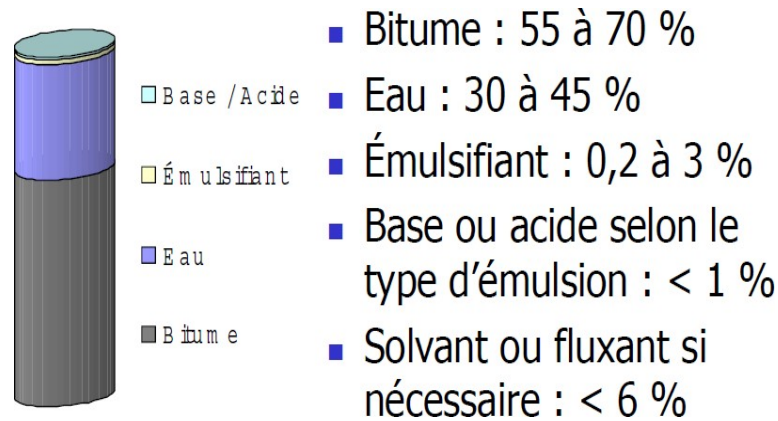 Base / Acide
Émulsifiant
Eau
Bitume
Bitume : 55 à 70 %
Eau : 30 à 45 %
Émulsifiant : 0,2 à 3 %
Base ou acide selon le
type d'émulsion : < 1 %
Solvant ou fluxant si
nécessaire : < 6 %